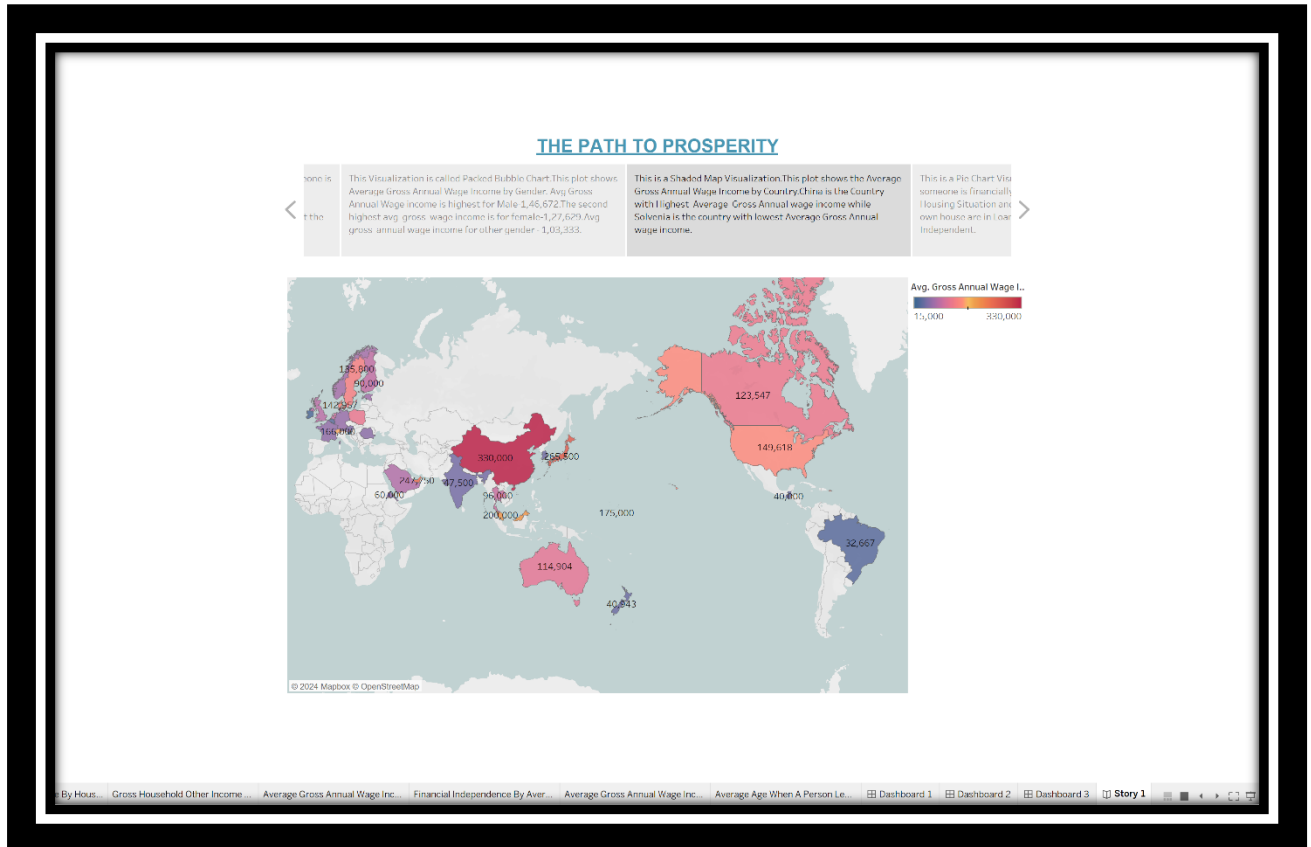 THE PATH TO PROSPERITY
one is
t the
This Visualization is called Packed Bubble Chart.This plot shows
Average Gross Annual Wage Income by Gender. Avg Gross
Annual Wage income is highest for Male-1,46,672.The second
highest avg gross wage income is for female-1,27,629.Avg
gross annual wage income for other gender - 1,03,333.
This is a Shaded Map Visualization.This plot shows the Average
Gross Annual Wage Income by Country.China is the Country
with Highest Average Gross Annual wage income while
Solvenia is the country with lowest Average Gross Annual
wage income.
This is a Pie Chart Visu
someone is financially
Housing Situation and
own house are in Loan
Independent.
Avg. Gross Annual Wage I..
15,000 330,000
135,800
90,000
142,957
166,006
123,547
149,618
330,000
265,500
247,750
47,500
60,000
96,000
200,000
175,000
40,000
32,667
114,904
40,943
© 2024 Mapbox © OpenStreetMap
e By Hous... Gross Household Other Income ... Average Gross Annual Wage Inc... Financial Independence By Aver... Average Gross Annual Wage Inc... Average Age When A Person Le... Dashboard 1 Dashboard 2 Dashboard 3 Story 1